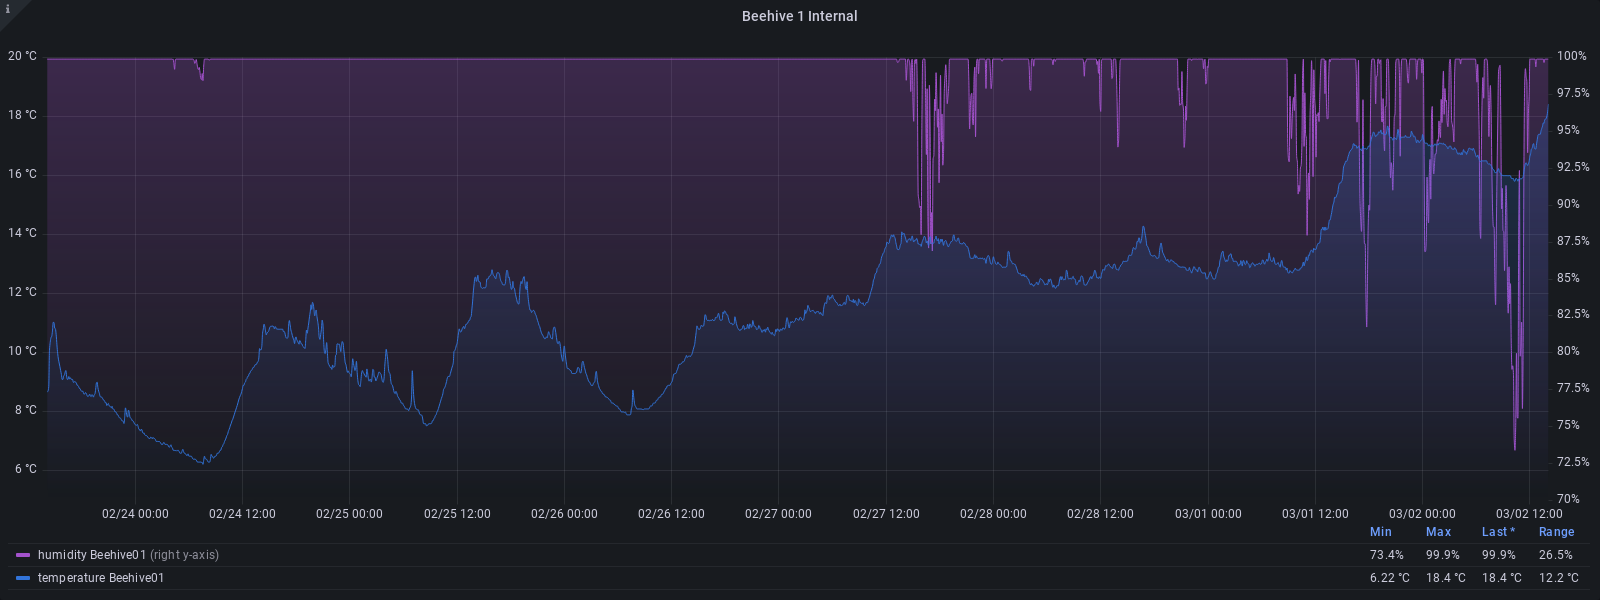 i
Beehive 1 Internal
20 °C
18 °C
16 °C
14 °C
12 °C
10 °C
8 °C
6 °C
100%
97.5%
95%
92.5%
90%
87.5%
85%
82.5%
80%
77.5%
75%
72.5%
70%
02/24 00:00 02/24 12:00 02/25 00:00 02/25 12:00 02/26 00:00 02/26 12:00 02/27 00:00 02/27 12:00 02/28 00:00 02/28 12:00 03/01 00:00 03/01 12:00 03/02 00:00 03/02 12:00
Min Max Last * Range
humidity Beehive01 (right y-axis) 73.4% 99.9% 99.9% 26.5%
temperature Beehive01 6.22 °C 18.4 °C 18.4 °C 12.2 °C